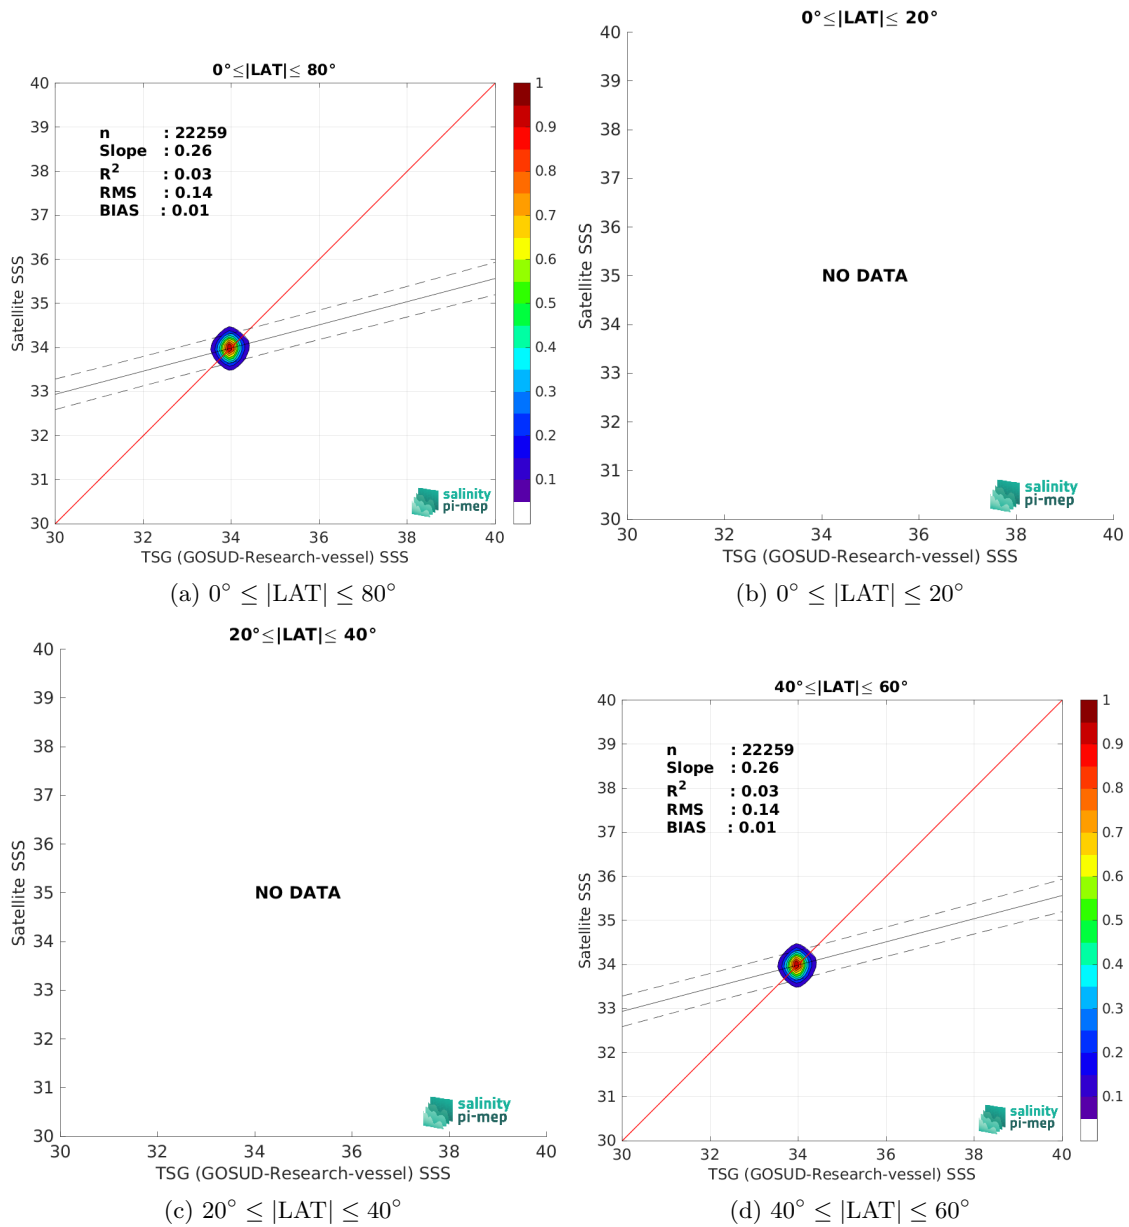 0°≤|LAT|≤ 80°
n : 22259
Slope : 0.26
R² : 0.03
RMS : 0.14
BIAS : 0.01
40
39
38
37
36
35
34
33
32
31
30
Satellite SSS
30 32 34 36 38 40
TSG (GOSUD-Research-vessel) SSS
1
0.9
0.8
0.7
0.6
0.5
0.4
0.3
0.2
0.1
salinity
pi-mep
(a) 0° ≤ |LAT| ≤ 80°
0°≤|LAT|≤ 20°
40
39
38
37
36
35
34
33
32
31
30
Satellite SSS
NO DATA
salinity
pi-mep
30 32 34 36 38 40
TSG (GOSUD-Research-vessel) SSS
(b) 0° ≤ |LAT| ≤ 20°
20°≤|LAT|≤ 40°
40
39
38
37
36
35
34
33
32
31
30
Satellite SSS
NO DATA
salinity
pi-mep
30 32 34 36 38 40
TSG (GOSUD-Research-vessel) SSS
(c) 20° ≤ |LAT| ≤ 40°
40°≤|LAT|≤ 60°
n : 22259
Slope : 0.26
R² : 0.03
RMS : 0.14
BIAS : 0.01
40
39
38
37
36
35
34
33
32
31
30
Satellite SSS
30 32 34 36 38 40
TSG (GOSUD-Research-vessel) SSS
1
0.9
0.8
0.7
0.6
0.5
0.4
0.3
0.2
0.1
salinity
pi-mep
(d) 40° ≤ |LAT| ≤ 60°